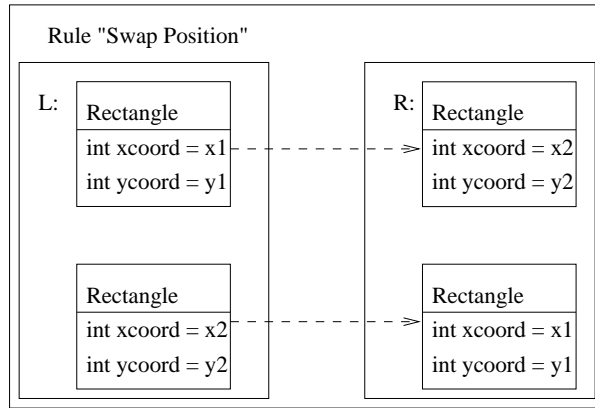 Rule "Swap Position"
L:
Rectangle
int xcoord = x1
int ycoord = y1
Rectangle
int xcoord = x2
int ycoord = y2
R:
Rectangle
int xcoord = x2
int ycoord = y2
Rectangle
int xcoord = x1
int ycoord = y1